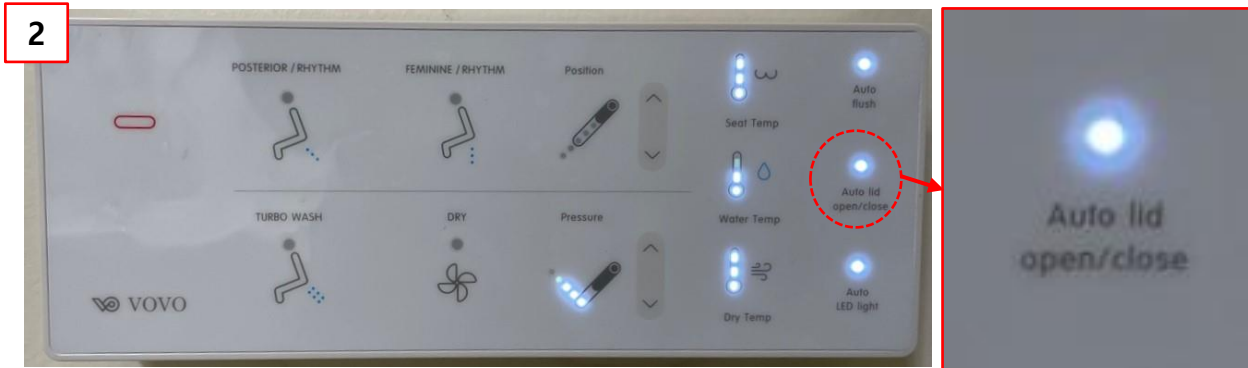 2
POSTERIOR / RHYTHM
FEMININE / RHYTHM
Position
Seat Temp
Auto
flush
Water Temp
Auto lid
open/close
TURBO WASH
DRY
Pressure
Dry Temp
Auto
LED light
VOVO
Auto lid
open/close